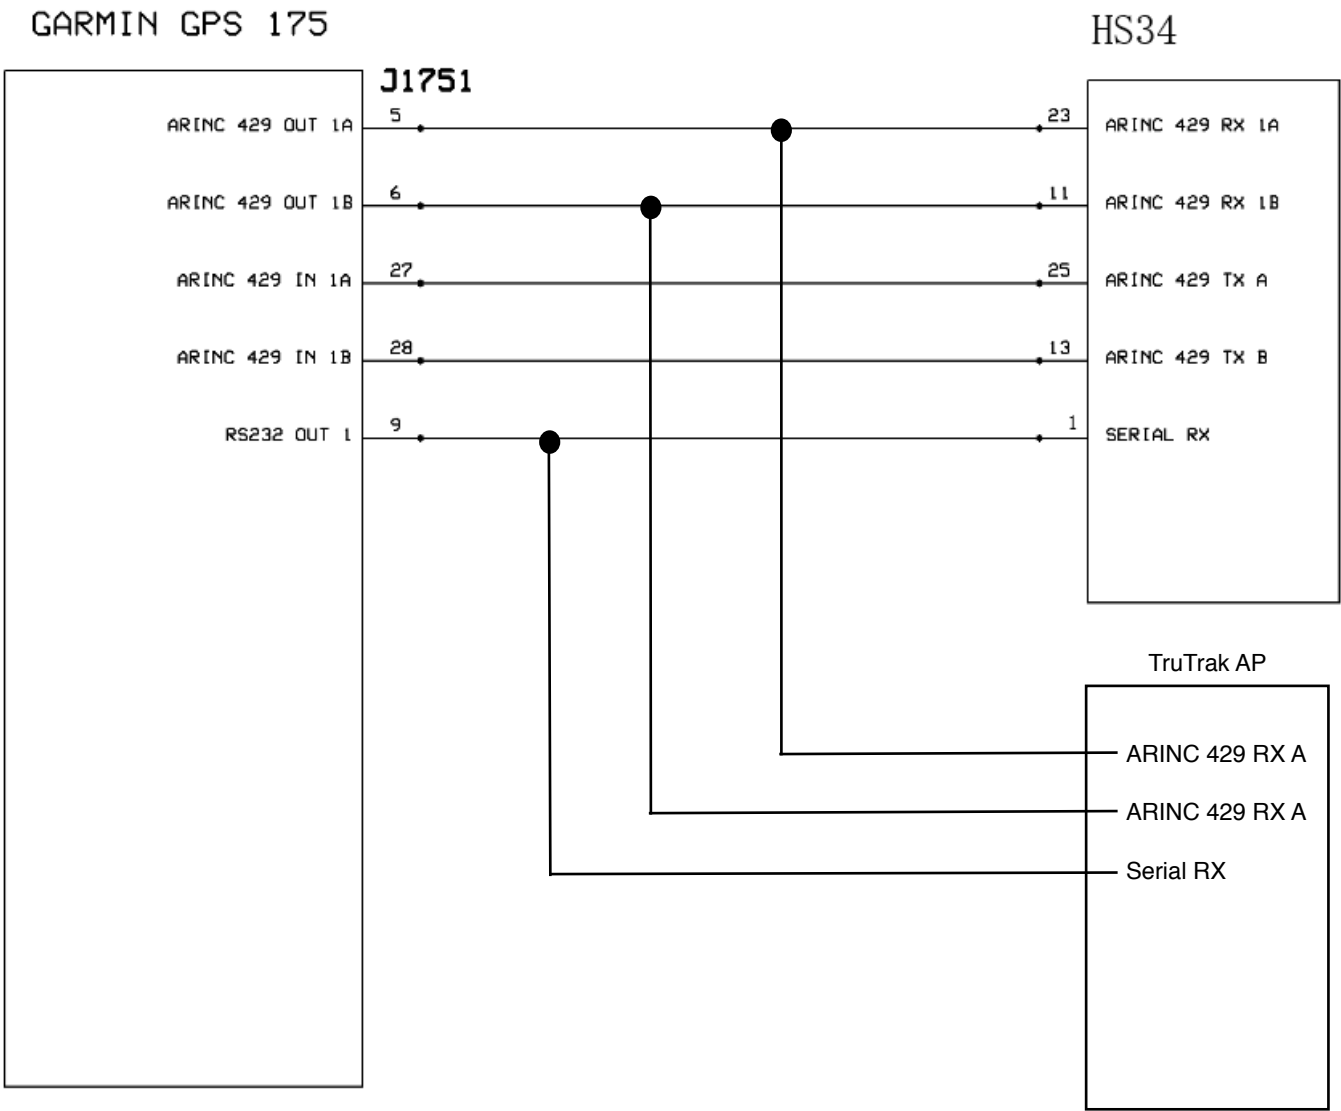 GARMIN GPS 175
HS34
J1751
ARINC 429 OUT 1A 5 23 ARINC 429 RX 1A
ARINC 429 OUT 1B 6 11 ARINC 429 RX 1B
ARINC 429 IN 1A 27 25 ARINC 429 TX A
ARINC 429 IN 1B 28 13 ARINC 429 TX B
RS232 OUT 1 9 1 SERIAL RX
TruTrak AP
ARINC 429 RX A
ARINC 429 RX A
Serial RX